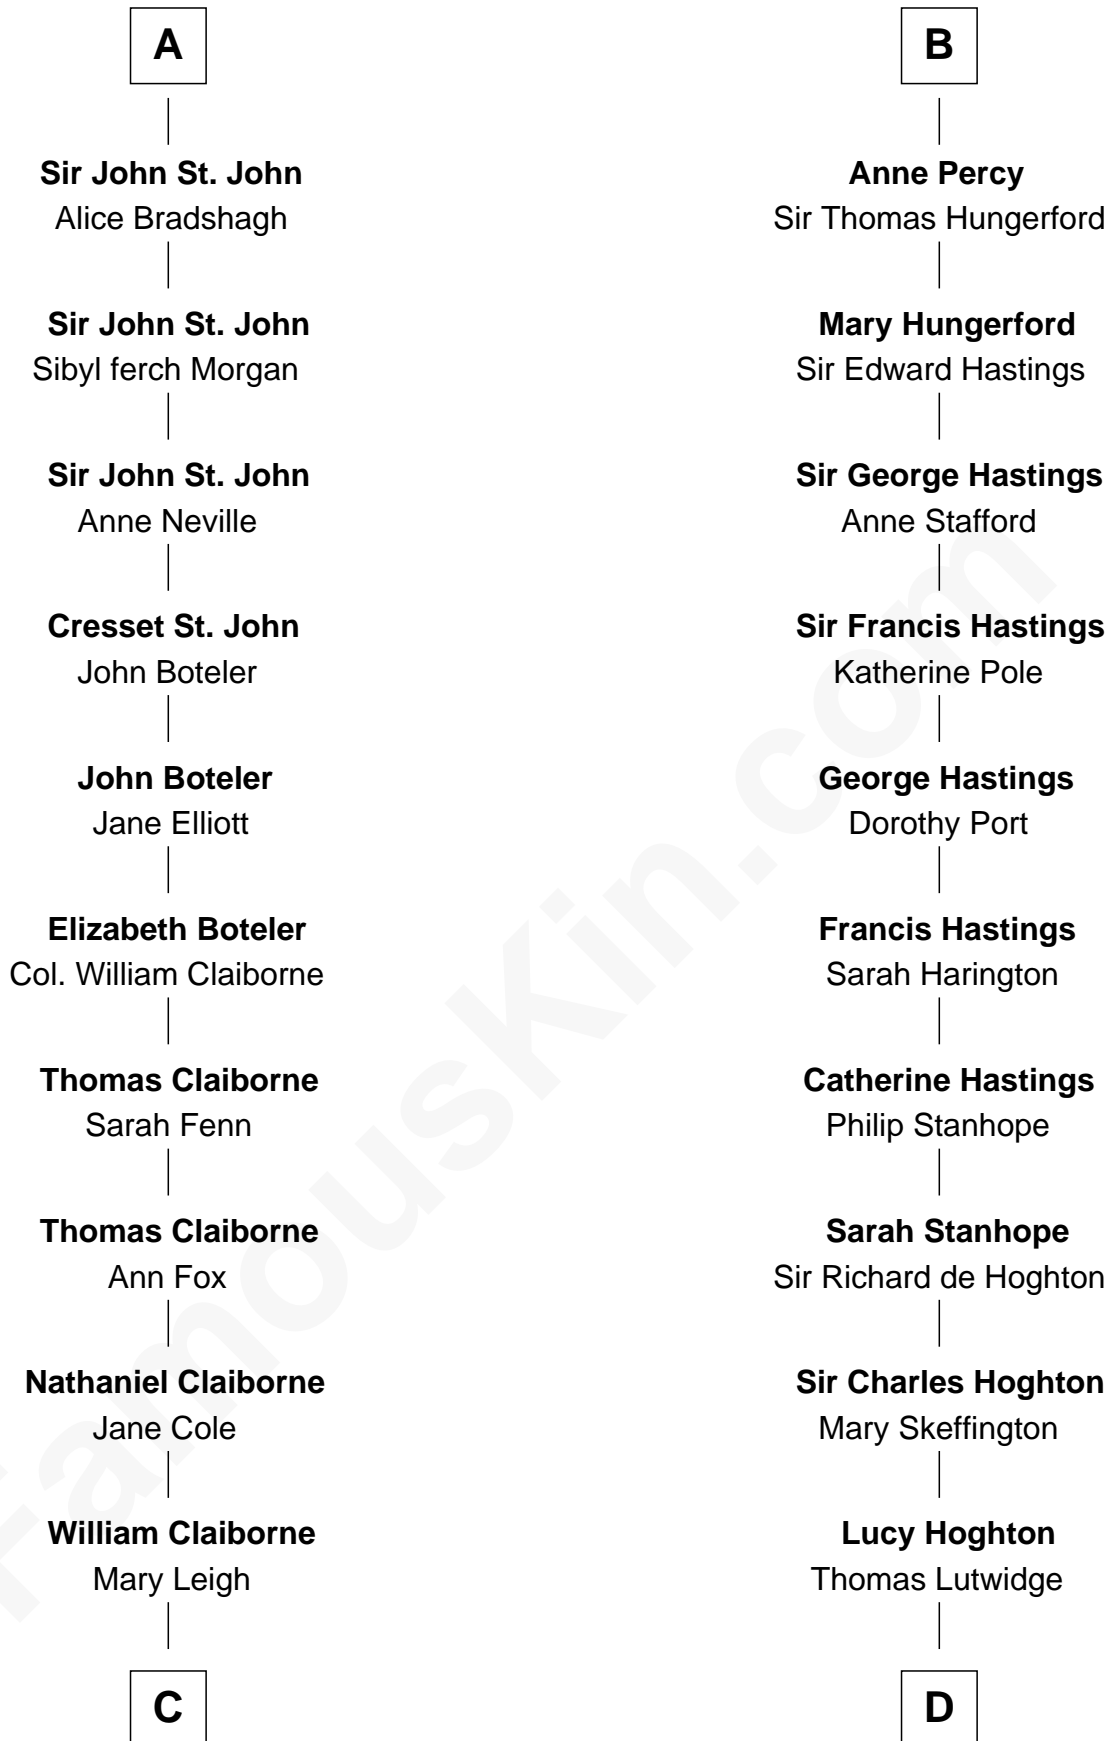 A
Sir John St. John
Alice Bradshagh
Sir John St. John
Sibyl ferch Morgan
Sir John St. John
Anne Neville
Cresset St. John
John Boteler
John Boteler
Jane Elliott
Elizabeth Boteler
Col. William Claiborne
Thomas Claiborne
Sarah Fenn
Thomas Claiborne
Ann Fox
Nathaniel Claiborne
Jane Cole
William Claiborne
Mary Leigh
C
B
Anne Percy
Sir Thomas Hungerford
Mary Hungerford
Sir Edward Hastings
Sir George Hastings
Anne Stafford
Sir Francis Hastings
Katherine Pole
George Hastings
Dorothy Port
Francis Hastings
Sarah Harington
Catherine Hastings
Philip Stanhope
Sarah Stanhope
Sir Richard de Hoghton
Sir Charles Hoghton
Mary Skeffington
Lucy Hoghton
Thomas Lutwidge
D
FamousKin.com